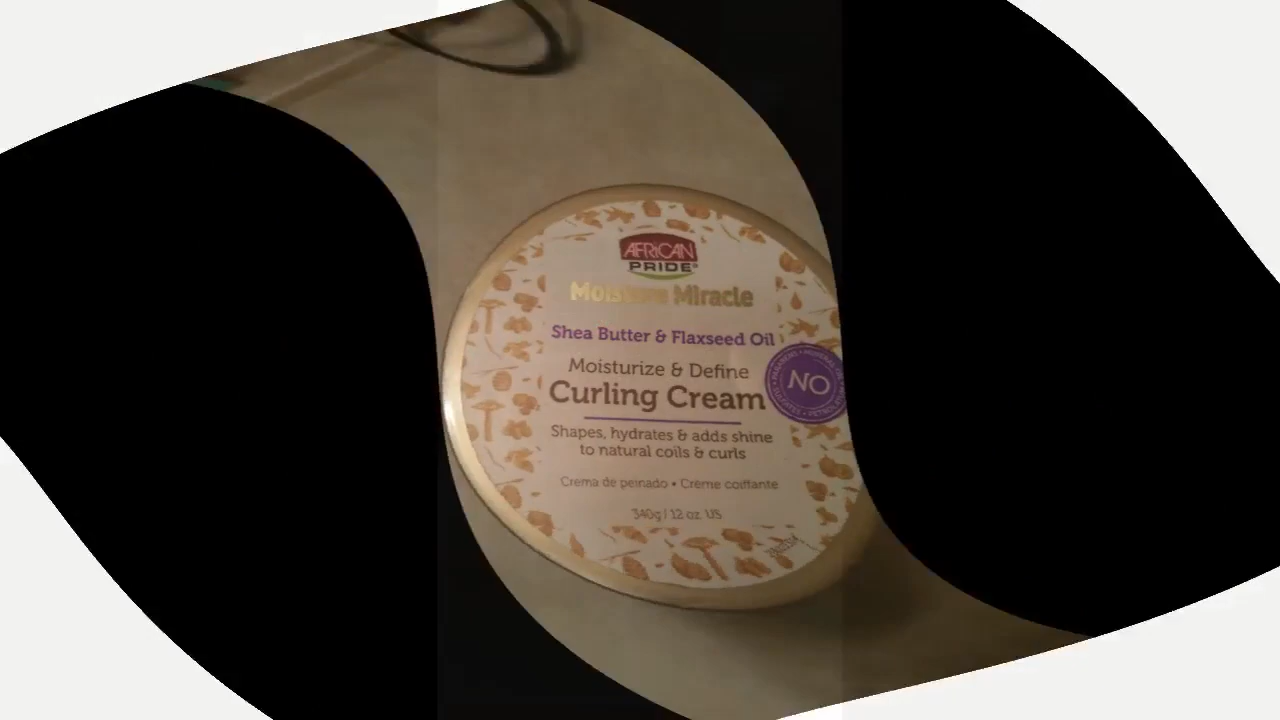 AFRICAN
PRIDE
Moisture Miracle
Shea Butter & Flaxseed Oil
Moisturize & Define
Curling Cream
NO
Shapes, hydrates & adds shine
to natural coils & curls
Crema de peinado • Crème coiffante
340g / 12 oz. US